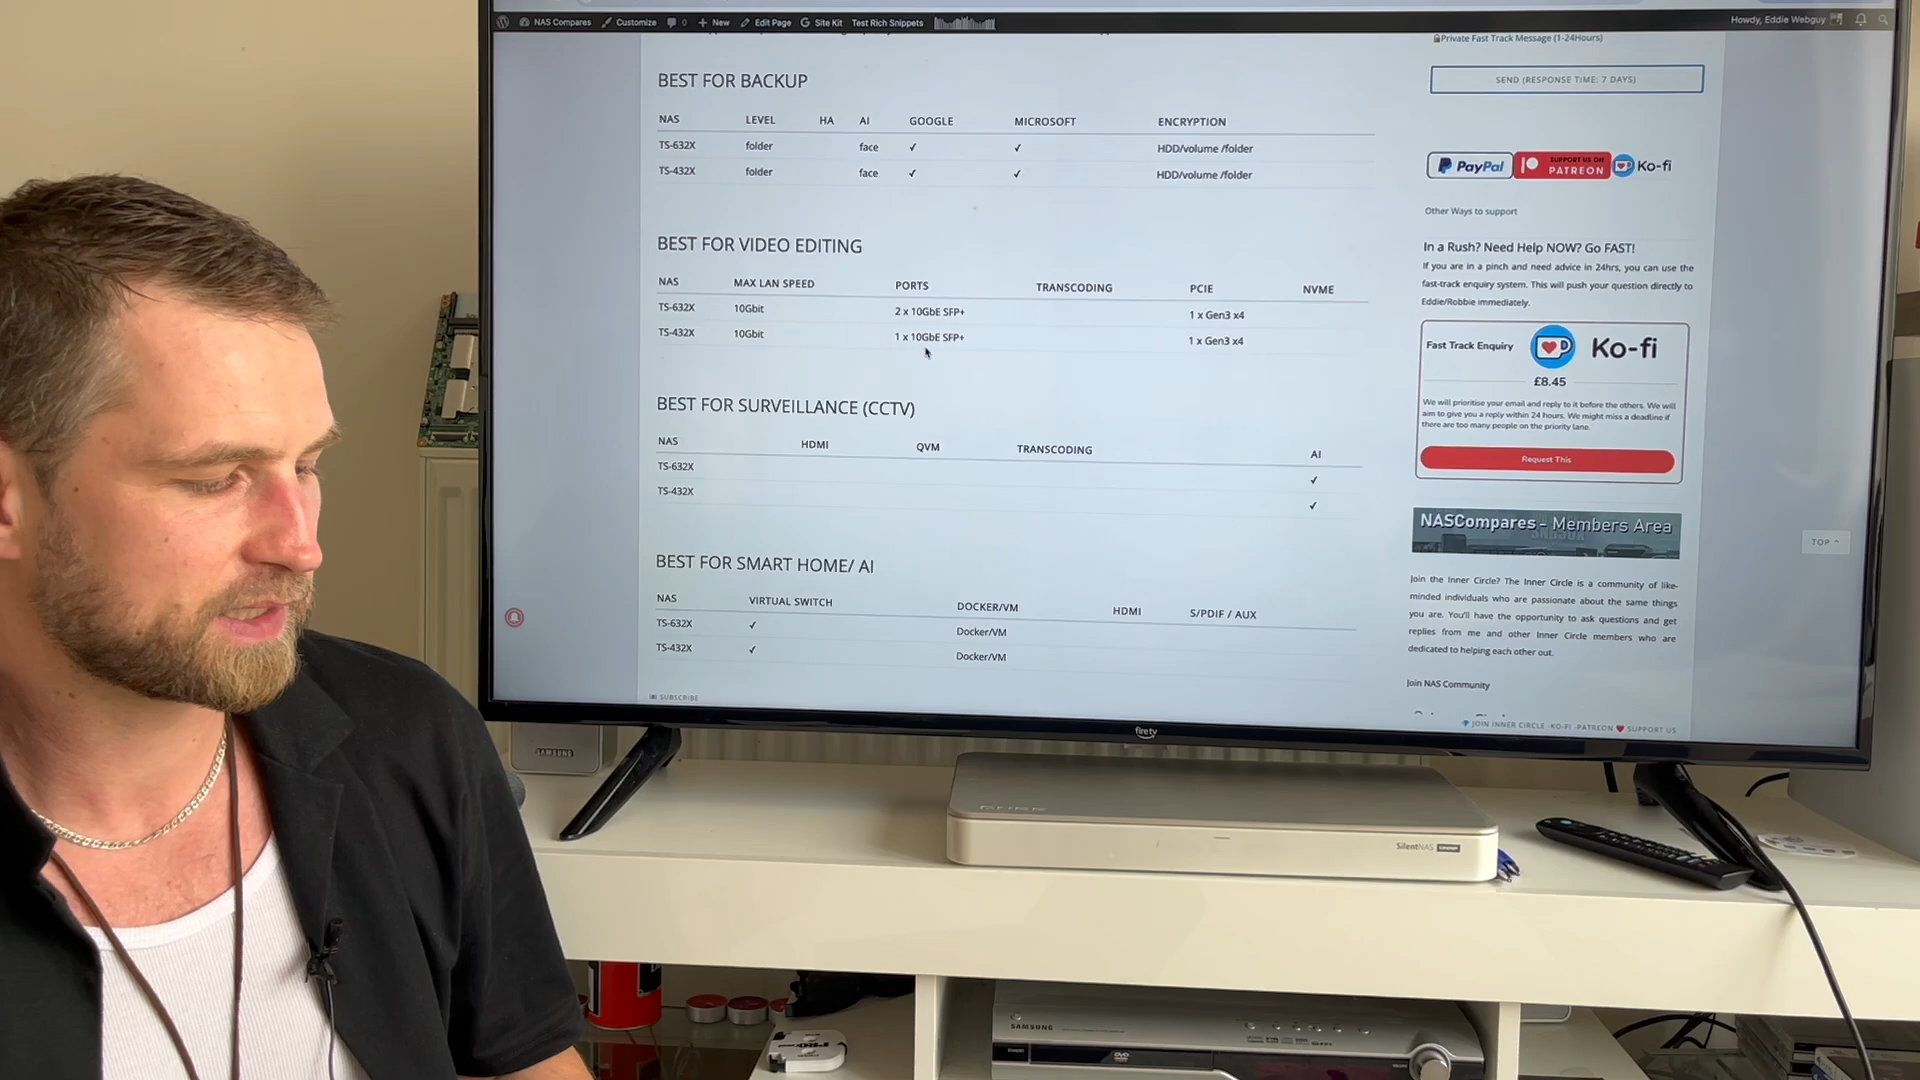 NAS Compares Customize 0 New Edit Page Site Kit Test Rich Snippets Howdy, Eddie Webguy
Private Fast Track Message (1-24Hours)
SEND (RESPONSE TIME: 7 DAYS)
BEST FOR BACKUP
NAS LEVEL HA AI GOOGLE MICROSOFT ENCRYPTION
TS-632X folder face ✓ ✓ HDD/volume /folder
TS-432X folder face ✓ ✓ HDD/volume /folder
BEST FOR VIDEO EDITING
NAS MAX LAN SPEED PORTS TRANSCODING PCIE NVME
TS-632X 10Gbit 2 x 10GbE SFP+ 1 x Gen3 x4
TS-432X 10Gbit 1 x 10GbE SFP+ 1 x Gen3 x4
BEST FOR SURVEILLANCE (CCTV)
NAS HDMI QVM TRANSCODING AI
TS-632X ✓
TS-432X ✓
BEST FOR SMART HOME/ AI
NAS VIRTUAL SWITCH DOCKER/VM HDMI S/PDIF / AUX
TS-632X ✓ Docker/VM
TS-432X ✓ Docker/VM
SUBSCRIBE
PayPal
SUPPORT US ON
PATREON
Ko-fi
Other Ways to support
In a Rush? Need Help NOW? Go FAST!
If you are in a pinch and need advice in 24hrs, you can use the
fast-track enquiry system. This will push your question directly to
Eddie/Robbie immediately.
Fast Track Enquiry Ko-fi
£8.45
We will prioritise your email and reply to it before the others. We will
aim to give you a reply within 24 hours. We might miss a deadline if
there are too many people on the priority lane.
Request This
NASCompares - Members Area
TOP ^
Join the Inner Circle? The Inner Circle is a community of like-
minded individuals who are passionate about the same things
you are. You'll have the opportunity to ask questions and get
replies from me and other Inner Circle members who are
dedicated to helping each other out.
Join NAS Community
JOIN INNER CIRCLE -KO-FI -PATREON ❤ SUPPORT US
fire tv
SAMSUNG
SilentNAS
SAMSUNG
DVD